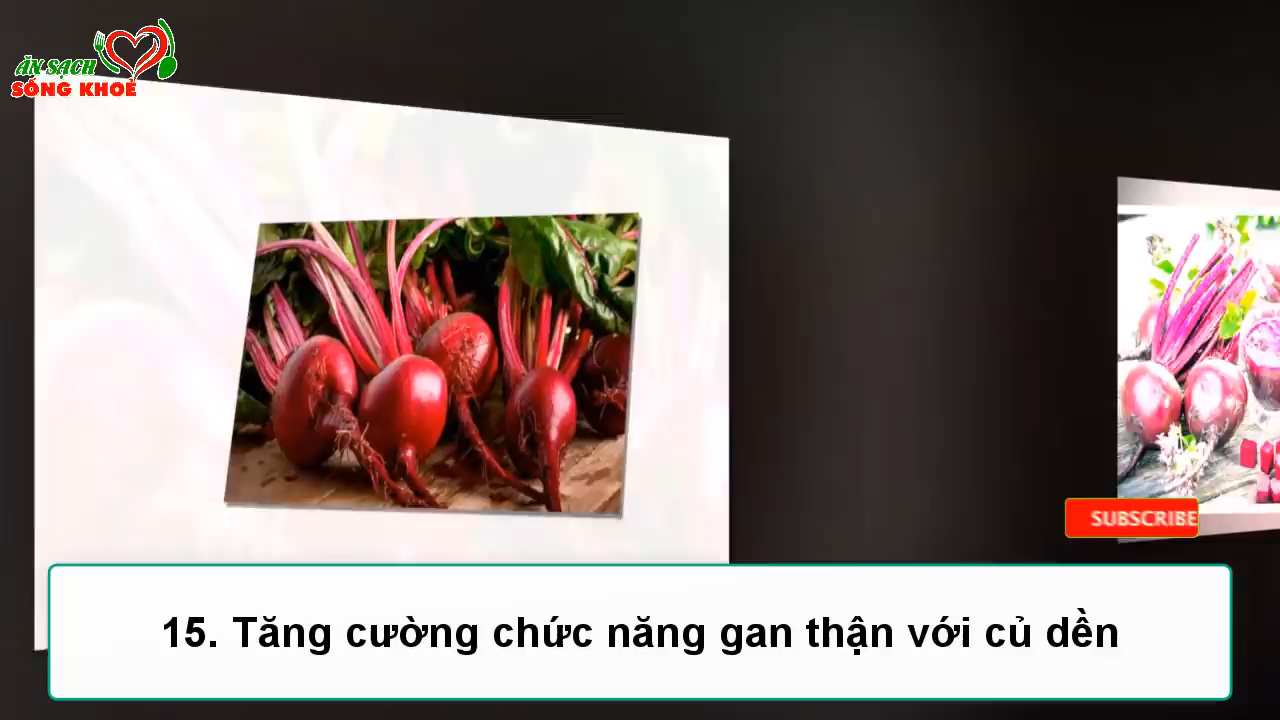 ĂN SẠCH
SỐNG KHOẺ
SUBSCRIBE
15. Tăng cường chức năng gan thận với củ dền